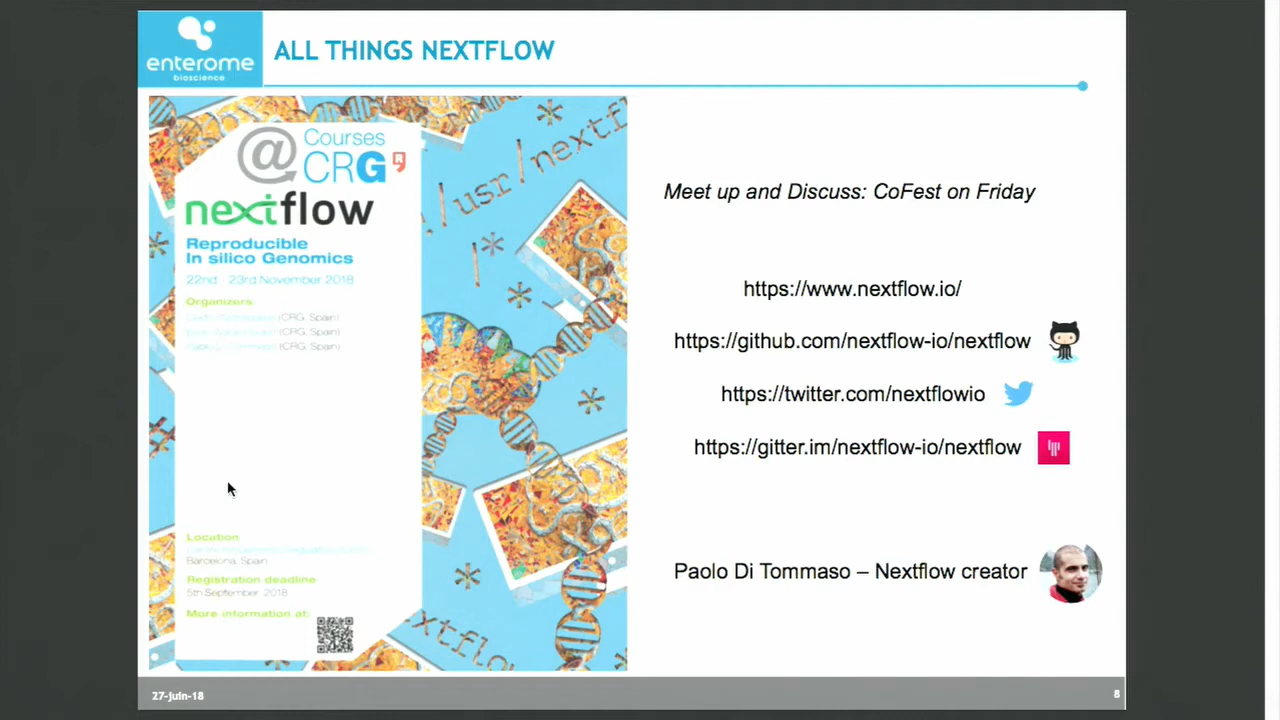 enterome
bioscience
ALL THINGS NEXTFLOW
@ Courses
CRG
nextflow
Reproducible
In silico Genomics
22nd - 23rd November 2018
Organizers
(CRG, Spain)
(CRG, Spain)
(CRG, Spain)
Location
Barcelona, Spain
Registration deadline
5th September, 2018
More information at:
/usr/nextf
xtflo
Meet up and Discuss: CoFest on Friday
https://www.nextflow.io/
https://github.com/nextflow-io/nextflow
https://twitter.com/nextflowio
https://gitter.im/nextflow-io/nextflow
Paolo Di Tommaso – Nextflow creator
27-juin-18
8